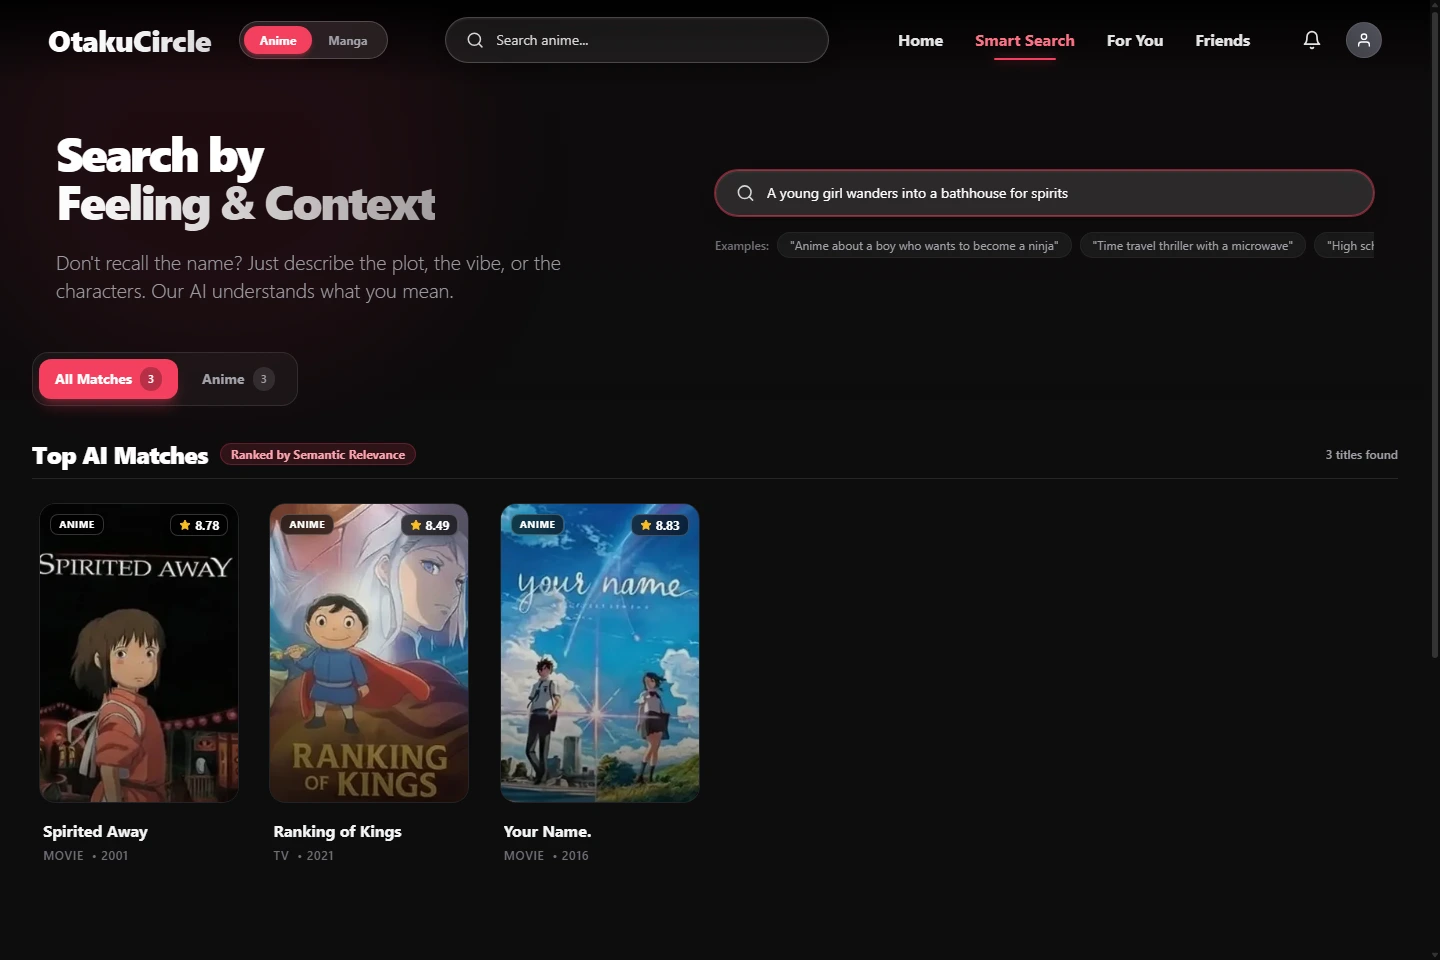 OtakuCircle
Anime
Manga
Search anime...
Home
Smart Search
For You
Friends
Search by
Feeling & Context
Don't recall the name? Just describe the plot, the vibe, or the
characters. Our AI understands what you mean.
A young girl wanders into a bathhouse for spirits
Examples:
"Anime about a boy who wants to become a ninja"
"Time travel thriller with a microwave"
"High sch
All Matches 3
Anime 3
Top AI Matches
Ranked by Semantic Relevance
3 titles found
ANIME
8.78
SPIRITED AWAY
Spirited Away
MOVIE • 2001
ANIME
8.49
RANKING
OF KINGS
Ranking of Kings
TV • 2021
ANIME
8.83
your name
Your Name.
MOVIE • 2016